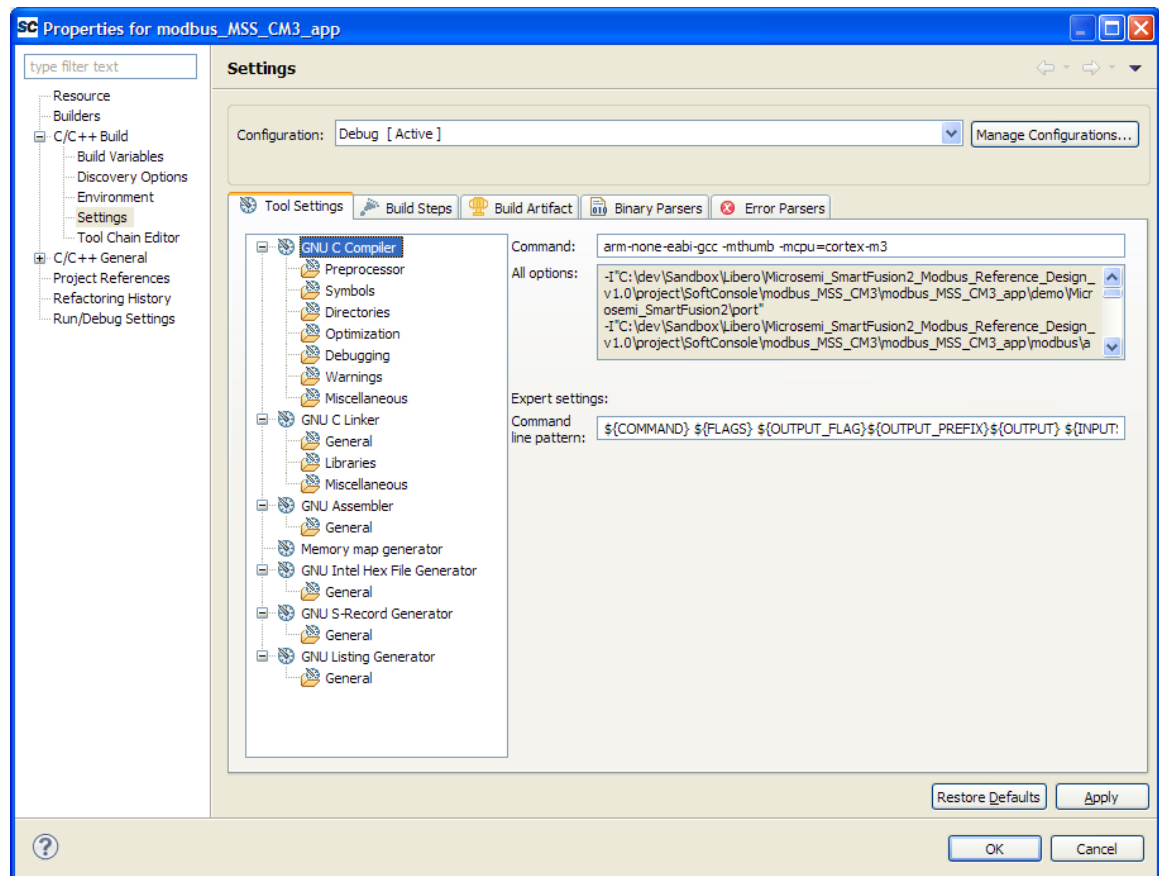 SC Properties for modbus_MSS_CM3_app
type filter text
Resource
Builders
C/C++ Build
Build Variables
Discovery Options
Environment
Settings
Tool Chain Editor
C/C++ General
Project References
Refactoring History
Run/Debug Settings
Settings
Configuration: Debug [ Active ] Manage Configurations...
Tool Settings Build Steps Build Artifact Binary Parsers Error Parsers
GNU C Compiler
Preprocessor
Symbols
Directories
Optimization
Debugging
Warnings
Miscellaneous
GNU C Linker
General
Libraries
Miscellaneous
GNU Assembler
General
Memory map generator
GNU Intel Hex File Generator
General
GNU S-Record Generator
General
GNU Listing Generator
General
Command: arm-none-eabi-gcc -mthumb -mcpu=cortex-m3
All options: -I"C:\dev\Sandbox\Libero\Microsemi_SmartFusion2_Modbus_Reference_Design_
v1.0\project\SoftConsole\modbus_MSS_CM3\modbus_MSS_CM3_app\demo\Micr
osemi_SmartFusion2\port"
-I"C:\dev\Sandbox\Libero\Microsemi_SmartFusion2_Modbus_Reference_Design_
v1.0\project\SoftConsole\modbus_MSS_CM3\modbus_MSS_CM3_app\modbus\a
Expert settings:
Command
line pattern: ${COMMAND} ${FLAGS} ${OUTPUT_FLAG}${OUTPUT_PREFIX}${OUTPUT} ${INPUT
Restore Defaults Apply
? OK Cancel